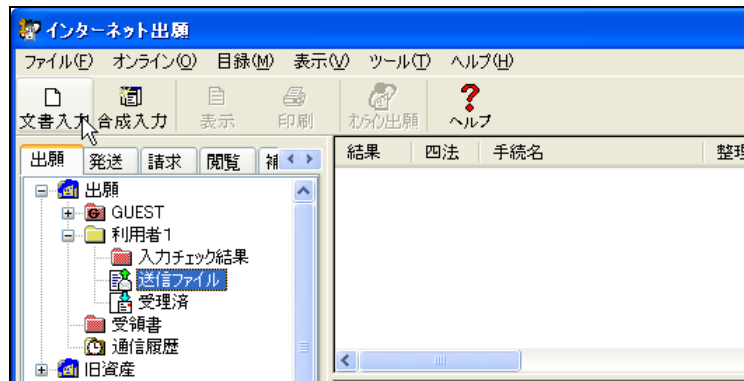 インターネット出願
ファイル(F) オンライン(O) 目録(M) 表示(V) ツール(T) ヘルプ(H)
文書入力 合成入力 表示 印刷 オンライン出願 ヘルプ
出願 発送 請求 閲覧 補
結果 四法 手続名 整理
出願
GUEST
利用者1
入力チェック結果
送信ファイル
受理済
受領書
通信履歴
旧資産